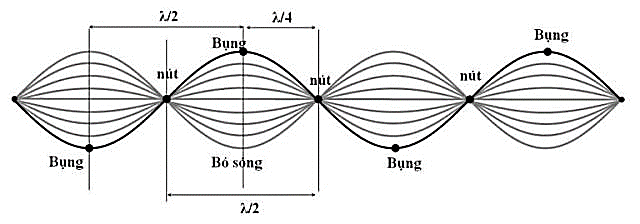 λ/2
λ/4
Bụng
Bụng
nút
nút
nút
Bụng
Bó sóng
Bụng
λ/2